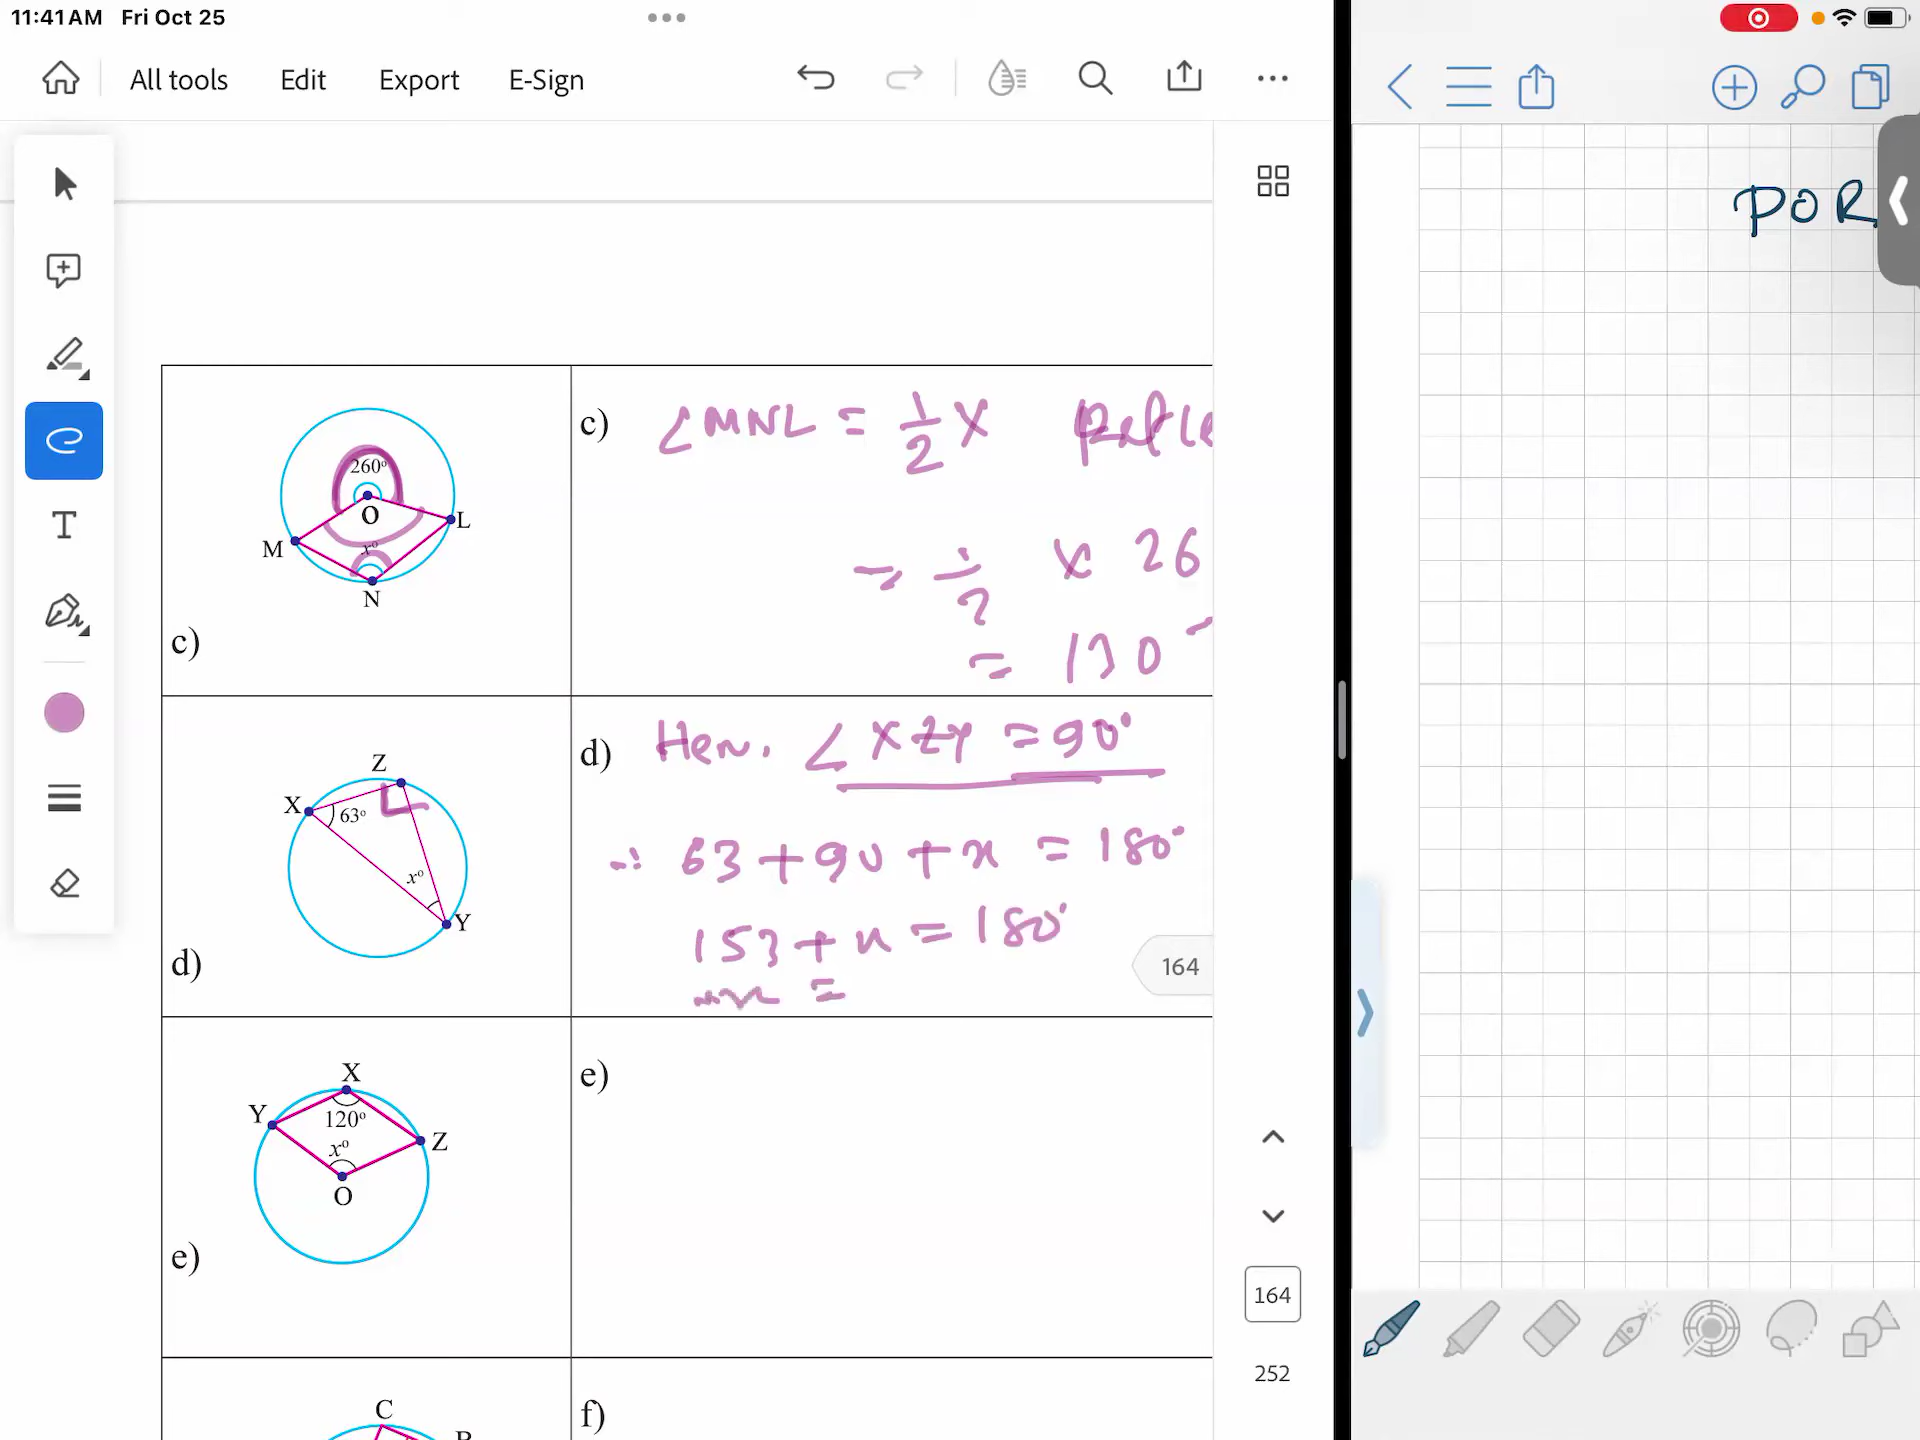 11:41 AM Fri Oct 25
All tools Edit Export E-Sign
POR
260°
O
L
M
x°
N
c)
c) ∠MNL = 1/2 X Refle
= 1/2 X 26
= 130
Z
X
63°
x°
Y
d)
d) Hen. ∠XZY = 90°
∴ 63 + 90 + x = 180°
153 + x = 180°
x =
164
X
Y
120°
x°
Z
O
e)
e)
164
252
C
B
f)